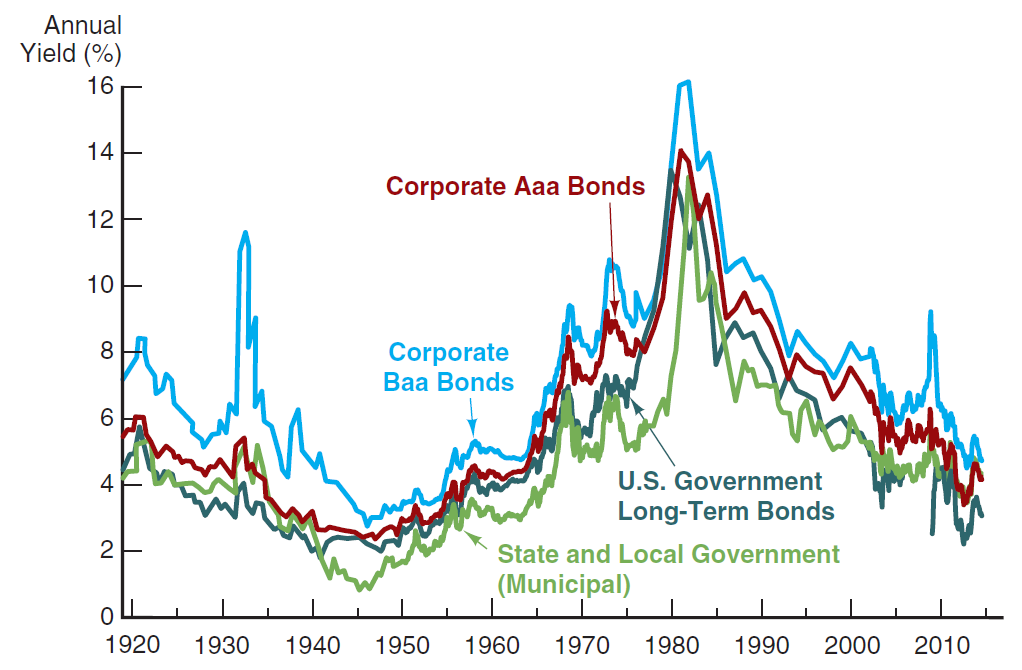 Annual
Yield (%)
16
14
12
10
8
6
4
2
0
Corporate Aaa Bonds
Corporate
Baa Bonds
U.S. Government
Long-Term Bonds
State and Local Government
(Municipal)
1920 1930 1940 1950 1960 1970 1980 1990 2000 2010